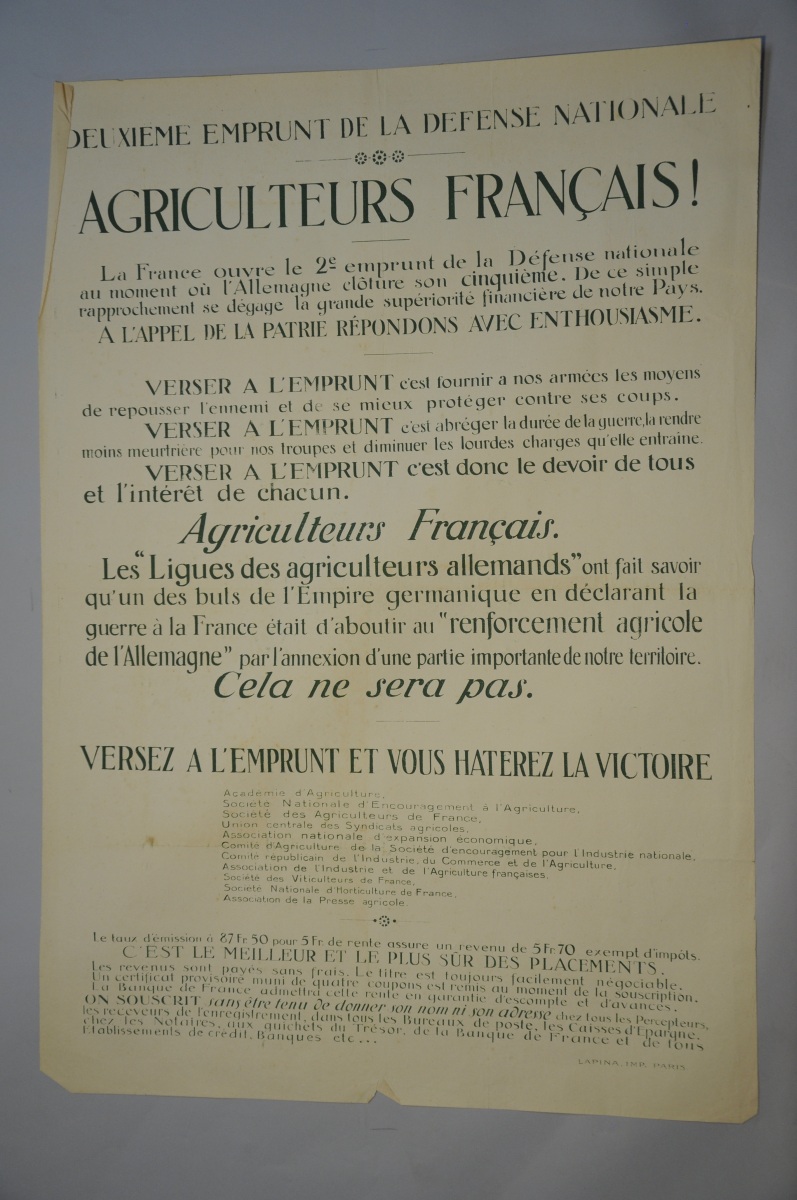 DEUXIEME EMPRUNT DE LA DEFENSE NATIONALE
AGRICULTEURS FRANÇAIS!
La France ouvre le 2e emprunt de la Défense nationale
au moment où l'Allemagne clôture son cinquième. De ce simple
rapprochement se dégage la grande supériorité financière de notre Pays.
A L'APPEL DE LA PATRIE RÉPONDONS AVEC ENTHOUSIASME.
VERSER A L'EMPRUNT c'est fournir a nos armées les moyens
de repousser l'ennemi et de se mieux protéger contre ses coups.
VERSER A L'EMPRUNT c'est abréger la durée de la guerre, la rendre
moins meurtrière pour nos troupes et diminuer les lourdes charges qu'elle entraine.
VERSER A L'EMPRUNT c'est donc le devoir de tous
et l'intérêt de chacun.
Agriculteurs Français.
Les "Ligues des agriculteurs allemands" ont fait savoir
qu'un des buts de l'Empire germanique en déclarant la
guerre à la France était d'aboutir au "renforcement agricole
de l'Allemagne" par l'annexion d'une partie importante de notre territoire.
Cela ne sera pas.
VERSEZ A L'EMPRUNT ET VOUS HATEREZ LA VICTOIRE
Académie d'Agriculture,
Société Nationale d'Encouragement à l'Agriculture,
Société des Agriculteurs de France,
Union centrale des Syndicats agricoles,
Association nationale d'expansion économique,
Comité d'Agriculture de la Société d'encouragement pour l'Industrie nationale,
Comité républicain de l'Industrie, du Commerce et de l'Agriculture,
Association de l'Industrie et de l'Agriculture françaises,
Société des Viticulteurs de France,
Société Nationale d'Horticulture de France,
Association de la Presse agricole
Le taux d'émission à 87 Fr. 50 pour 5 Fr. de rente assure un revenu de 5 Fr. 70 exempt d'impôts.
C'EST LE MEILLEUR ET LE PLUS SÛR DES PLACEMENTS.
Les revenus sont payés sans frais. Le titre est toujours facilement négociable.
Un certificat provisoire muni de quatre coupons est remis au moment de la souscription.
La Banque de France admettra cette rente en garantie d'escompte et d'avances.
ON SOUSCRIT sans être tenu de donner son nom ni son adresse chez tous les Percepteurs,
les receveurs de l'enregistrement, dans tous les Bureaux de poste, les Caisses d'Epargne,
chez les Notaires, aux guichets du Trésor, de la Banque de France et de tous
Etablissements de crédit, Banques etc...
LAPINA. IMP. PARIS